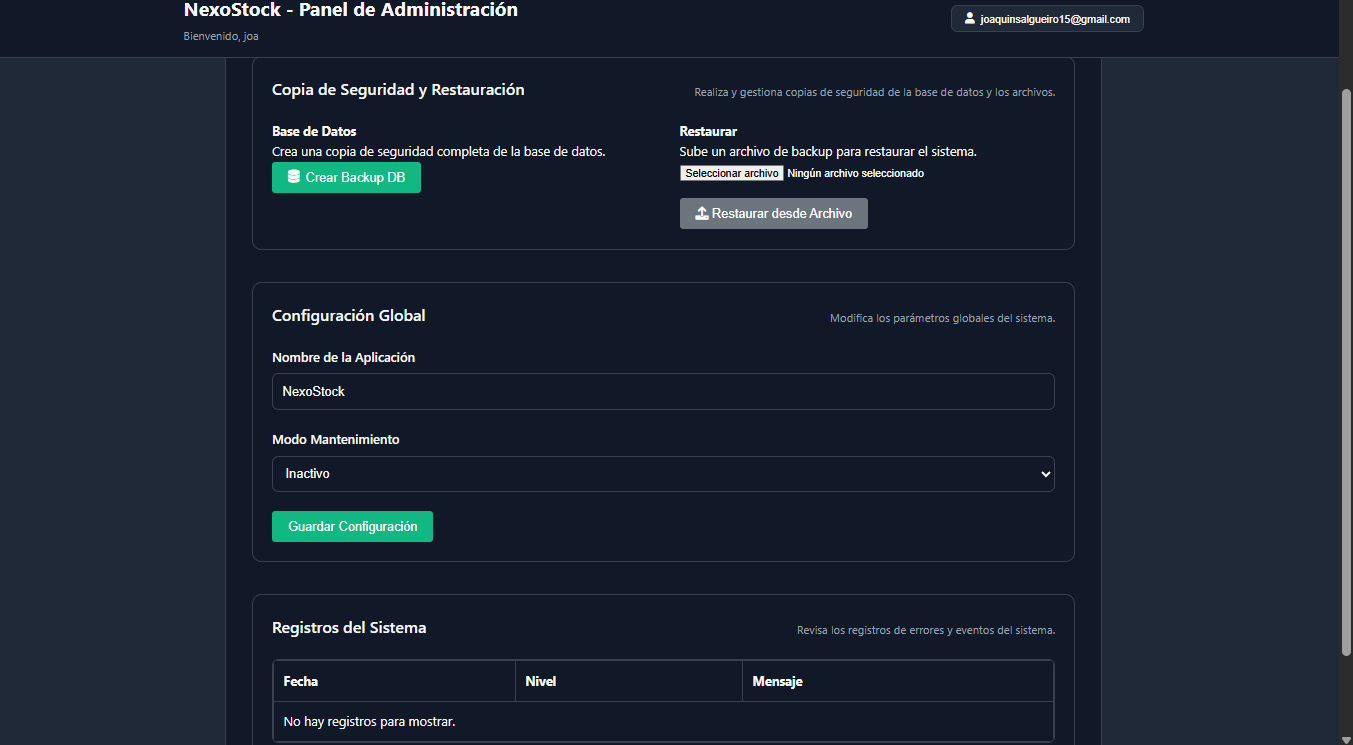 NexoStock - Panel de Administración
Bienvenido, joa
joaquinsalgueiro15@gmail.com
Copia de Seguridad y Restauración
Realiza y gestiona copias de seguridad de la base de datos y los archivos.
Base de Datos
Crea una copia de seguridad completa de la base de datos.
Crear Backup DB
Restaurar
Sube un archivo de backup para restaurar el sistema.
Seleccionar archivo Ningún archivo seleccionado
Restaurar desde Archivo
Configuración Global
Modifica los parámetros globales del sistema.
Nombre de la Aplicación
NexoStock
Modo Mantenimiento
Inactivo
Guardar Configuración
Registros del Sistema
Revisa los registros de errores y eventos del sistema.
Fecha Nivel Mensaje
No hay registros para mostrar.